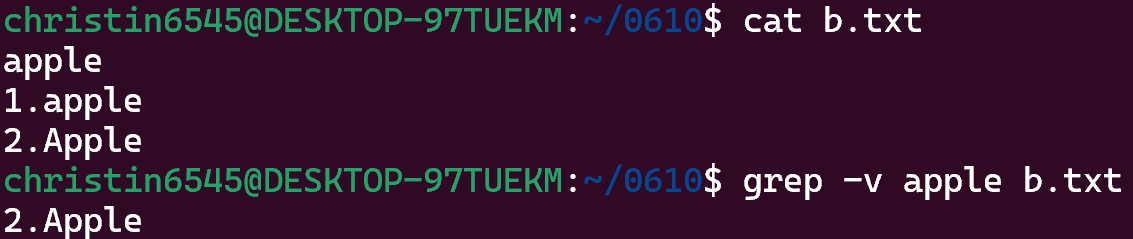 christin6545@DESKTOP-97TUEKM:~/0610$ cat b.txt
apple
1.apple
2.Apple
christin6545@DESKTOP-97TUEKM:~/0610$ grep -v apple b.txt
2.Apple